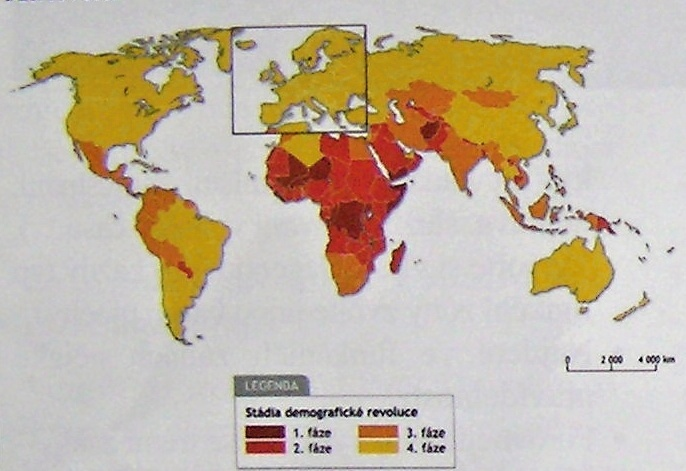 0 2 000 4 000 km
LEGENDA
Stádia demografické revoluce
1. fáze 3. fáze
2. fáze 4. fáze